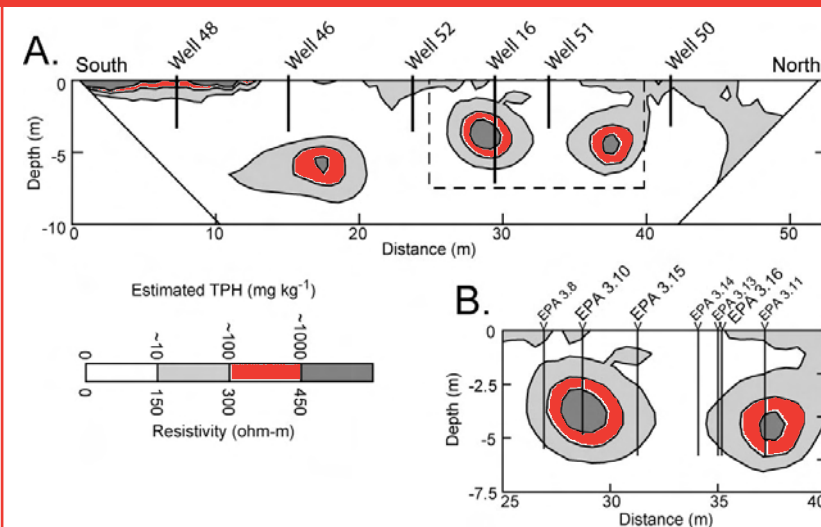 A.
South
Well 48
Well 46
Well 52
Well 16
Well 51
Well 50
North
0
-5
-10
Depth (m)
0
10
20
30
40
50
Distance (m)
Estimated TPH (mg kg⁻¹)
0
~10
~100
~1000
0
150
300
450
Resistivity (ohm-m)
B.
EPA 3.8
EPA 3.10
EPA 3.15
EPA 3.14
EPA 3.13
EPA 3.16
EPA 3.11
0
-2.5
-5
-7.5
Depth (m)
25
30
35
40
Distance (m)